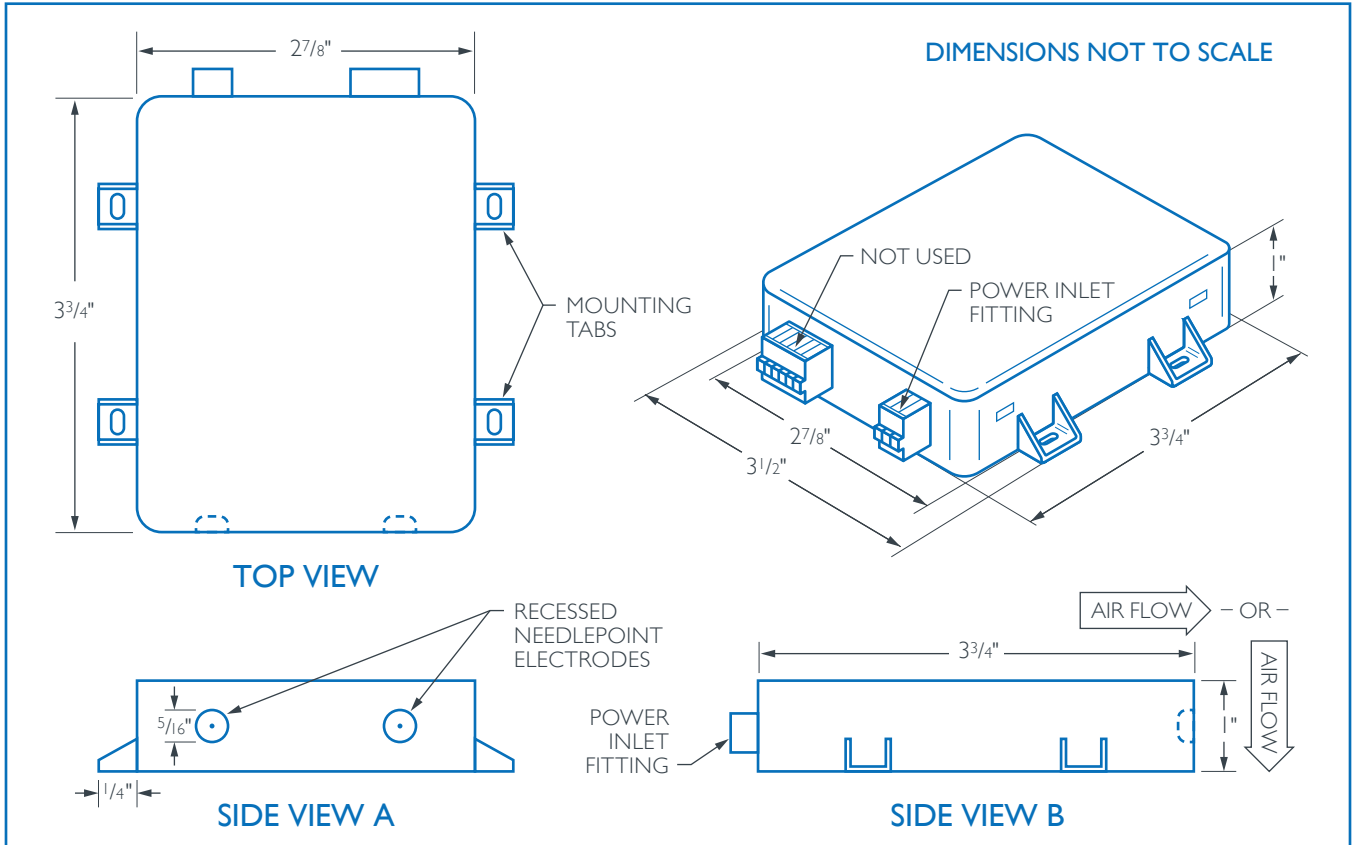 2 7/8"
DIMENSIONS NOT TO SCALE
3 3/4"
MOUNTING
TABS
TOP VIEW
NOT USED
POWER INLET
FITTING
1"
2 7/8"
3 1/2"
3 3/4"
RECESSED
NEEDLEPOINT
ELECTRODES
5/16"
1/4"
SIDE VIEW A
AIR FLOW
– OR –
AIR FLOW
3 3/4"
1"
POWER
INLET
FITTING
SIDE VIEW B